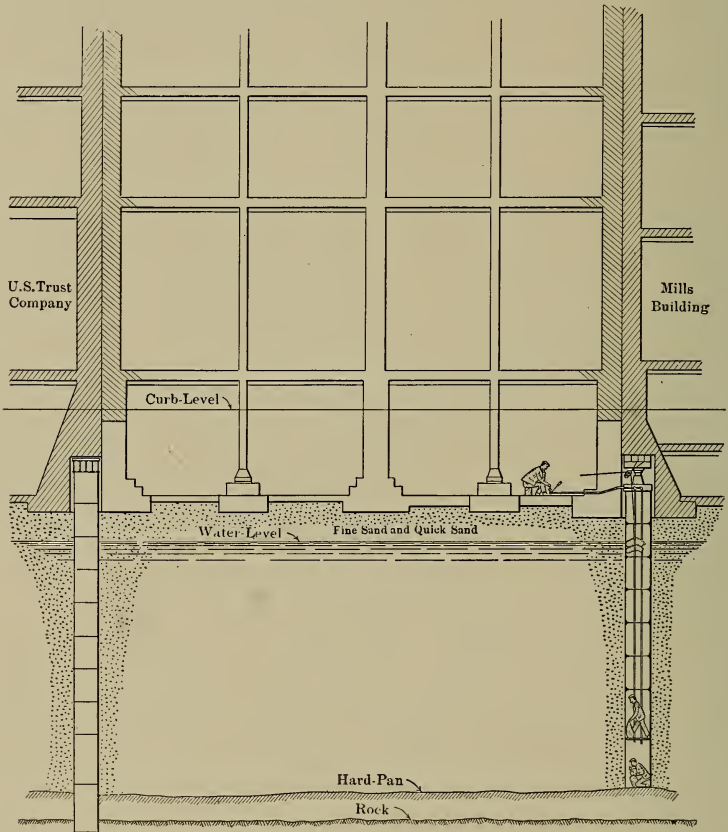 U.S.Trust
Company
Mills
Building
Curb-Level
Water-Level
Fine Sand and Quick Sand
Hard-Pan
Rock